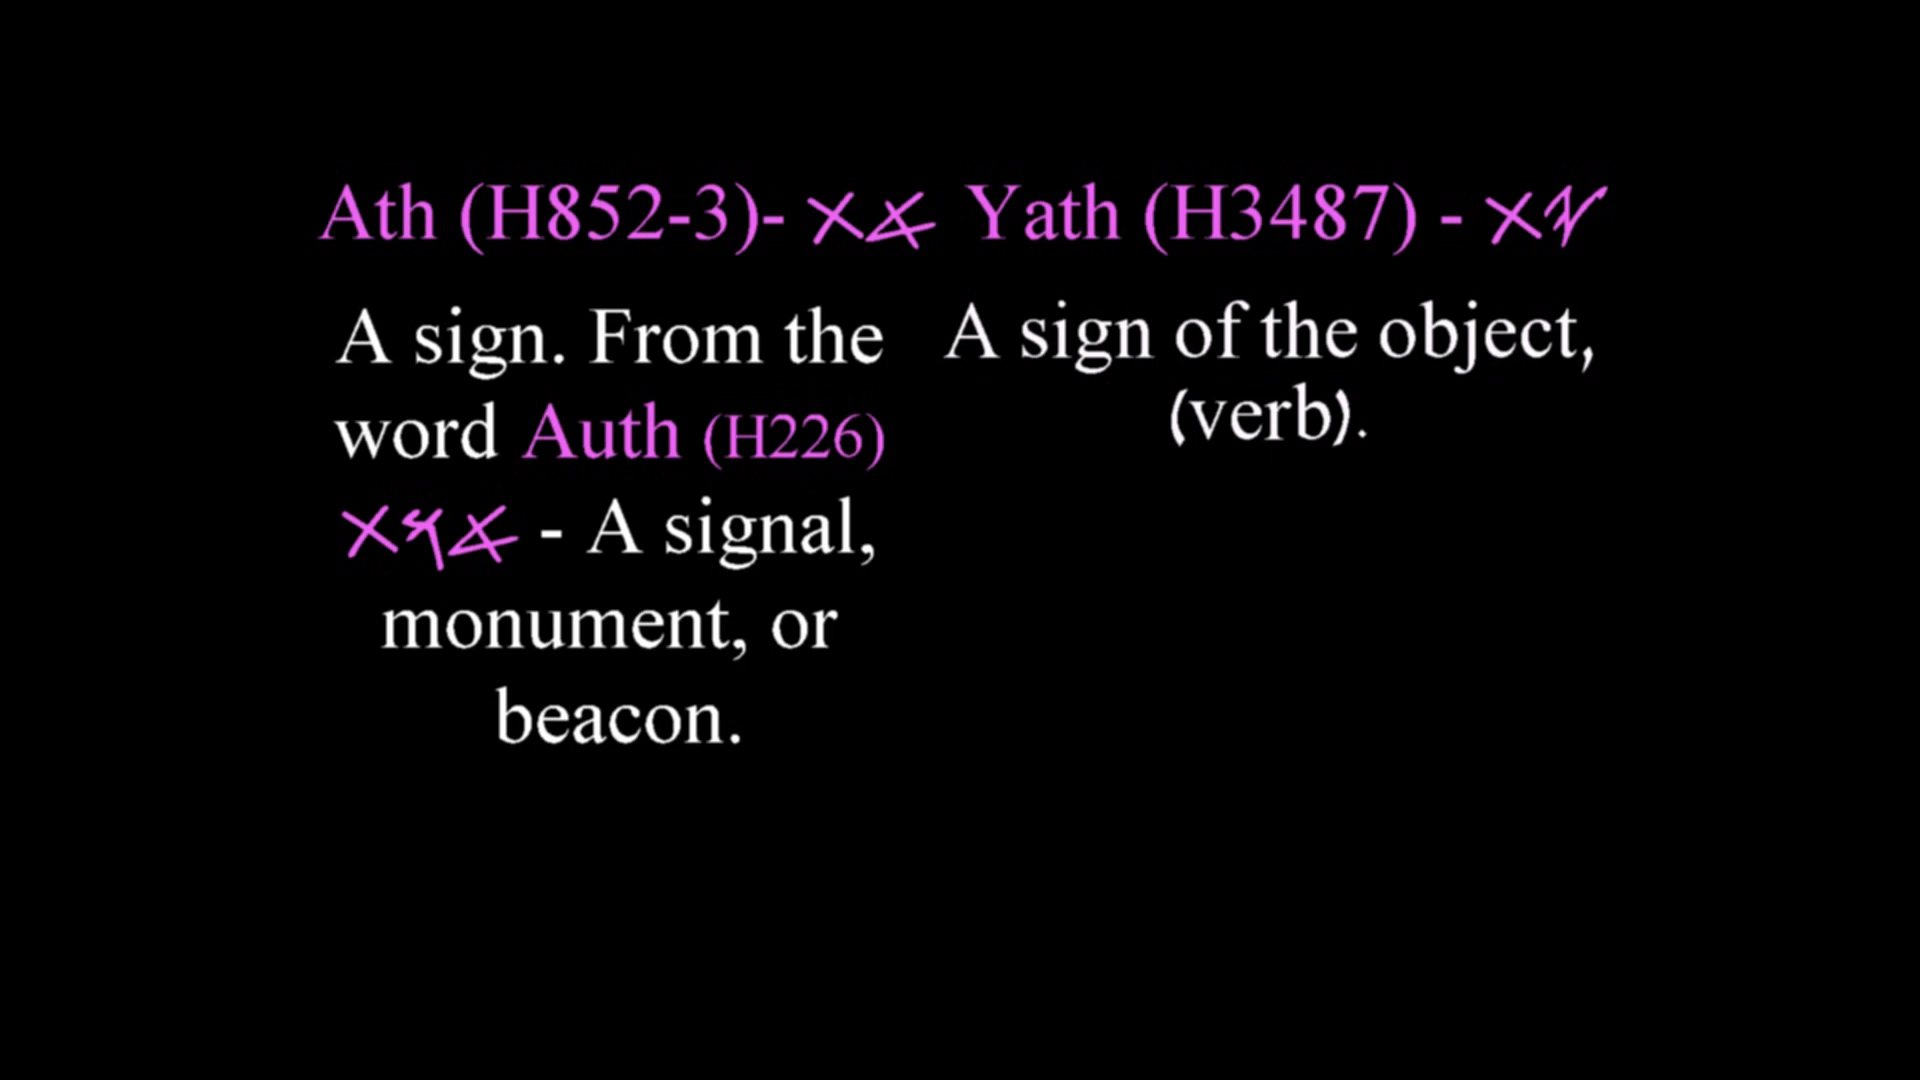 Ath (H852-3)- 𐤀𐤕
A sign. From the
word Auth (H226)
𐤀𐤅𐤕 - A signal,
monument, or
beacon.
Yath (H3487) - 𐤉𐤕
A sign of the object,
(verb).